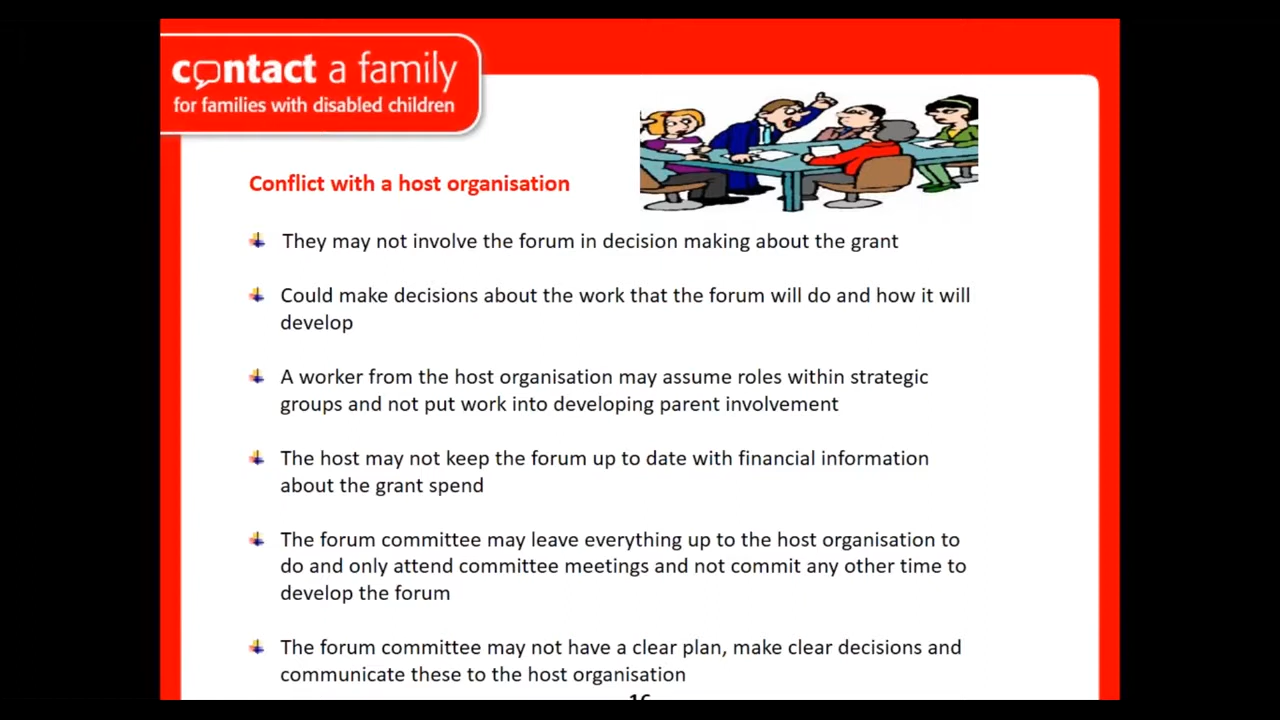 contact a family
for families with disabled children
Conflict with a host organisation
They may not involve the forum in decision making about the grant
Could make decisions about the work that the forum will do and how it will
develop
A worker from the host organisation may assume roles within strategic
groups and not put work into developing parent involvement
The host may not keep the forum up to date with financial information
about the grant spend
The forum committee may leave everything up to the host organisation to
do and only attend committee meetings and not commit any other time to
develop the forum
The forum committee may not have a clear plan, make clear decisions and
communicate these to the host organisation